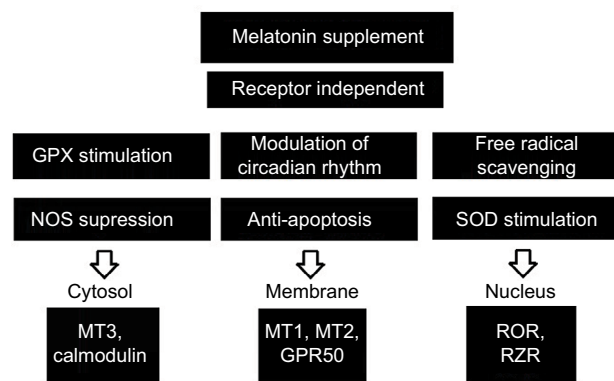 Melatonin supplement
Receptor independent
GPX stimulation
Modulation of
circadian rhythm
Free radical
scavenging
NOS supression
Anti-apoptosis
SOD stimulation
Cytosol
Membrane
Nucleus
MT3,
calmodulin
MT1, MT2,
GPR50
ROR,
RZR